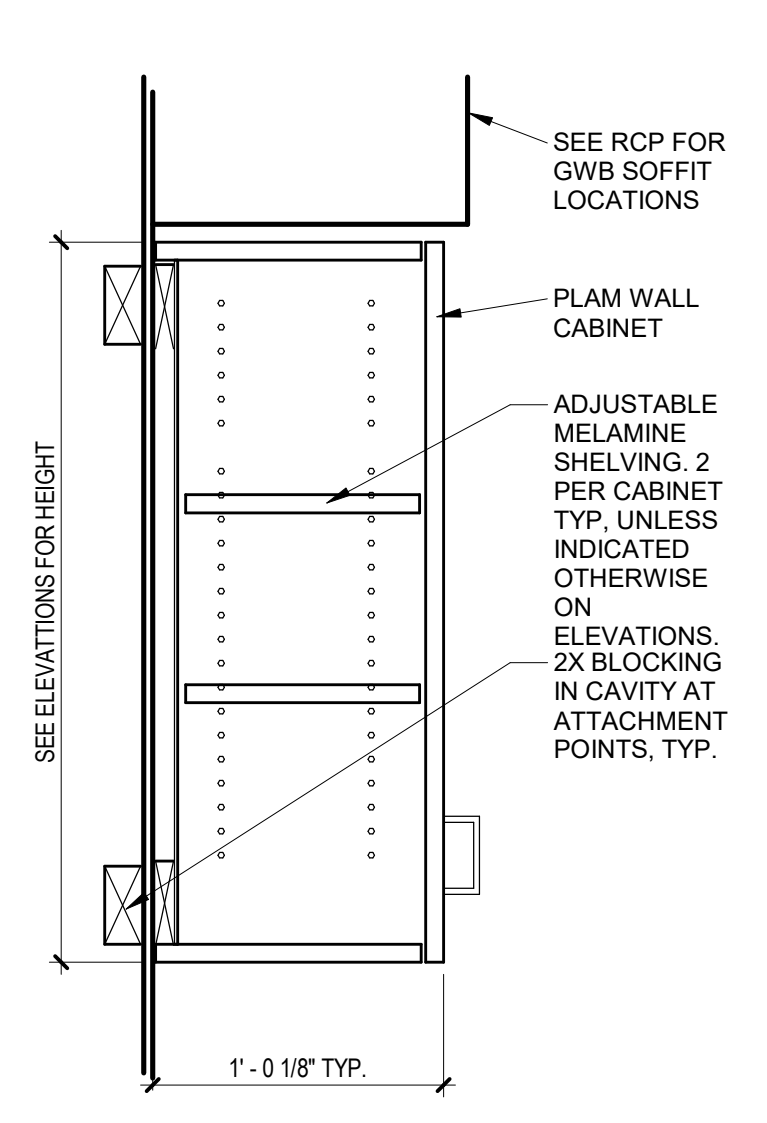 SEE RCP FOR
GWB SOFFIT
LOCATIONS
PLAM WALL
CABINET
ADJUSTABLE
MELAMINE
SHELVING. 2
PER CABINET
TYP, UNLESS
INDICATED
OTHERWISE
ON
ELEVATIONS.
2X BLOCKING
IN CAVITY AT
ATTACHMENT
POINTS, TYP.
SEE ELEVATTIONS FOR HEIGHT
1' - 0 1/8" TYP.